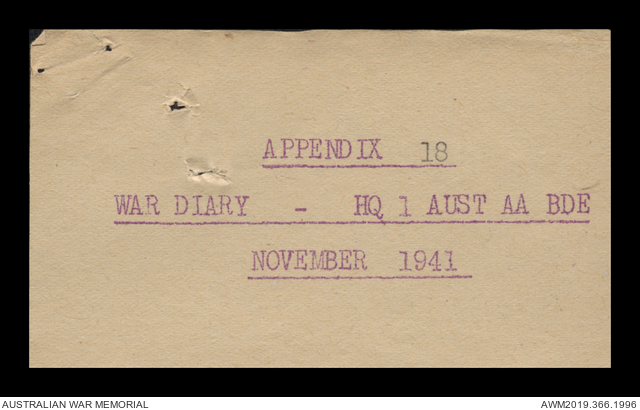 APPENDIX 18
WAR DIARY - HQ 1 AUST AA BDE
NOVEMBER 1941
AUSTRALIAN WAR MEMORIAL AWM2019.366.1996